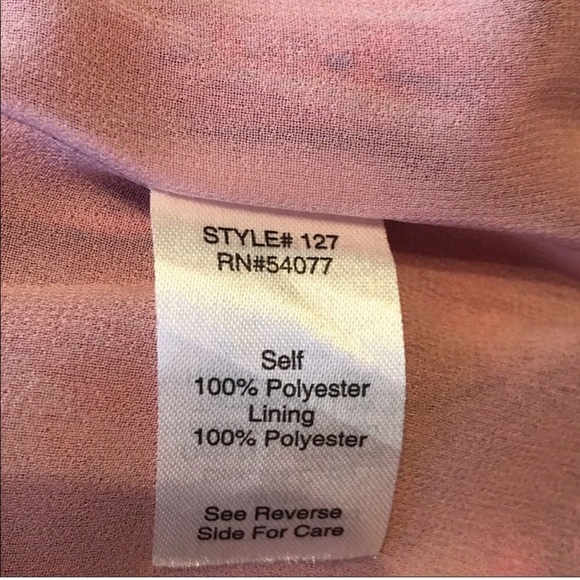 STYLE# 127
RN#54077
Self
100% Polyester
Lining
100% Polyester
See Reverse
Side For Care